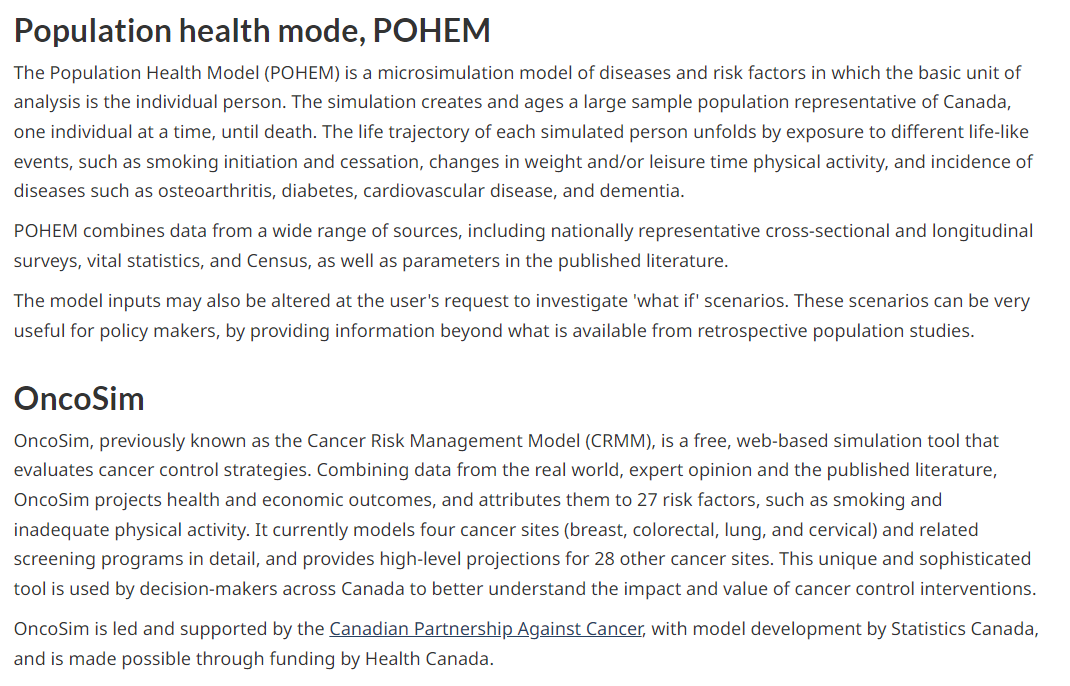 Population health mode, POHEM
The Population Health Model (POHEM) is a microsimulation model of diseases and risk factors in which the basic unit of
analysis is the individual person. The simulation creates and ages a large sample population representative of Canada,
one individual at a time, until death. The life trajectory of each simulated person unfolds by exposure to different life-like
events, such as smoking initiation and cessation, changes in weight and/or leisure time physical activity, and incidence of
diseases such as osteoarthritis, diabetes, cardiovascular disease, and dementia.
POHEM combines data from a wide range of sources, including nationally representative cross-sectional and longitudinal
surveys, vital statistics, and Census, as well as parameters in the published literature.
The model inputs may also be altered at the user's request to investigate 'what if' scenarios. These scenarios can be very
useful for policy makers, by providing information beyond what is available from retrospective population studies.
OncoSim
OncoSim, previously known as the Cancer Risk Management Model (CRMM), is a free, web-based simulation tool that
evaluates cancer control strategies. Combining data from the real world, expert opinion and the published literature,
OncoSim projects health and economic outcomes, and attributes them to 27 risk factors, such as smoking and
inadequate physical activity. It currently models four cancer sites (breast, colorectal, lung, and cervical) and related
screening programs in detail, and provides high-level projections for 28 other cancer sites. This unique and sophisticated
tool is used by decision-makers across Canada to better understand the impact and value of cancer control interventions.
OncoSim is led and supported by the Canadian Partnership Against Cancer, with model development by Statistics Canada,
and is made possible through funding by Health Canada.